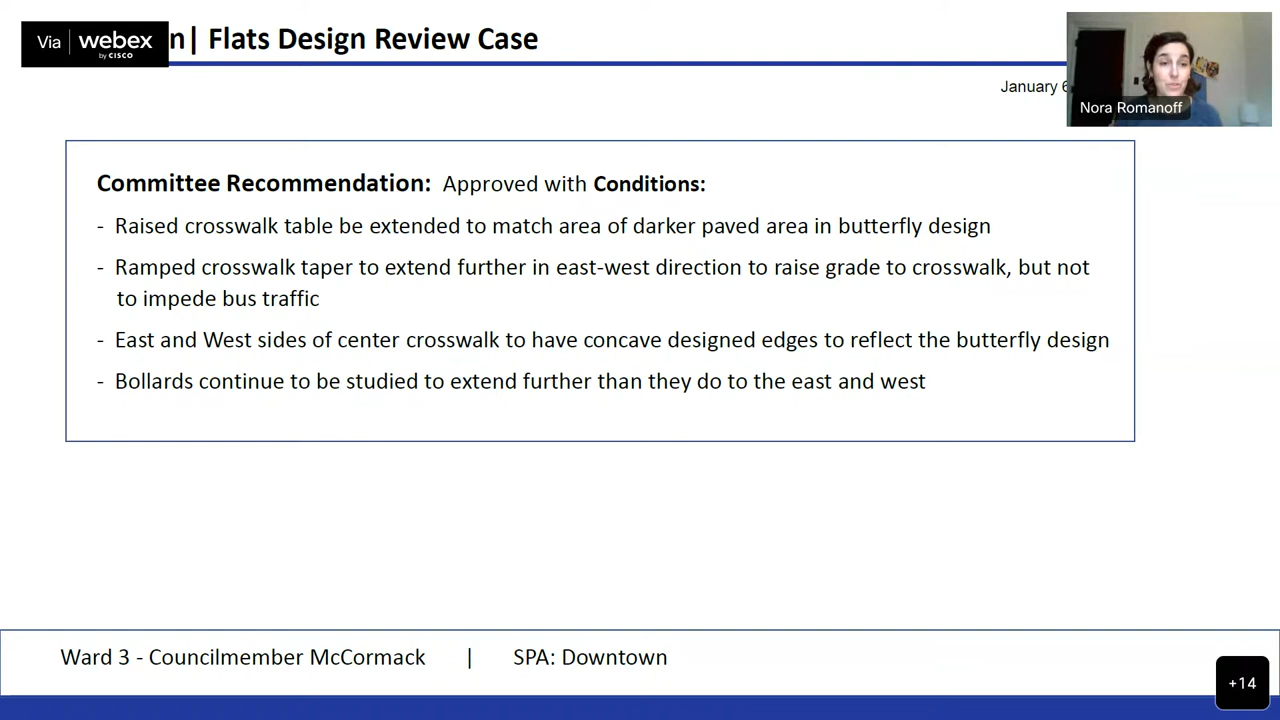 Via webex
by CISCO
n| Flats Design Review Case
January 6
Nora Romanoff
Committee Recommendation: Approved with Conditions:
- Raised crosswalk table be extended to match area of darker paved area in butterfly design
- Ramped crosswalk taper to extend further in east-west direction to raise grade to crosswalk, but not
to impede bus traffic
- East and West sides of center crosswalk to have concave designed edges to reflect the butterfly design
- Bollards continue to be studied to extend further than they do to the east and west
Ward 3 - Councilmember McCormack | SPA: Downtown
+14